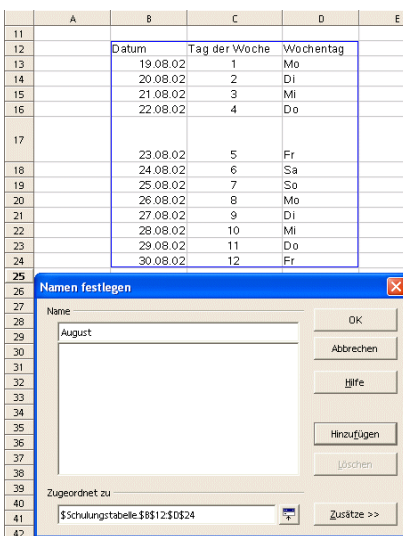 A B C D E
11
12 Datum Tag der Woche Wochentag
13 19.08.02 1 Mo
14 20.08.02 2 Di
15 21.08.02 3 Mi
16 22.08.02 4 Do
17 23.08.02 5 Fr
18 24.08.02 6 Sa
19 25.08.02 7 So
20 26.08.02 8 Mo
21 27.08.02 9 Di
22 28.08.02 10 Mi
23 29.08.02 11 Do
24 30.08.02 12 Fr
25
26 Namen festlegen
27 Name
28 OK
29 August
30 Abbrechen
31
32 Hilfe
33
34
35 Hinzufügen
36
37
38 Löschen
39 Zugeordnet zu
40
41 $Schulungstabelle.$B$12:$D$24 Zusätze >>
42